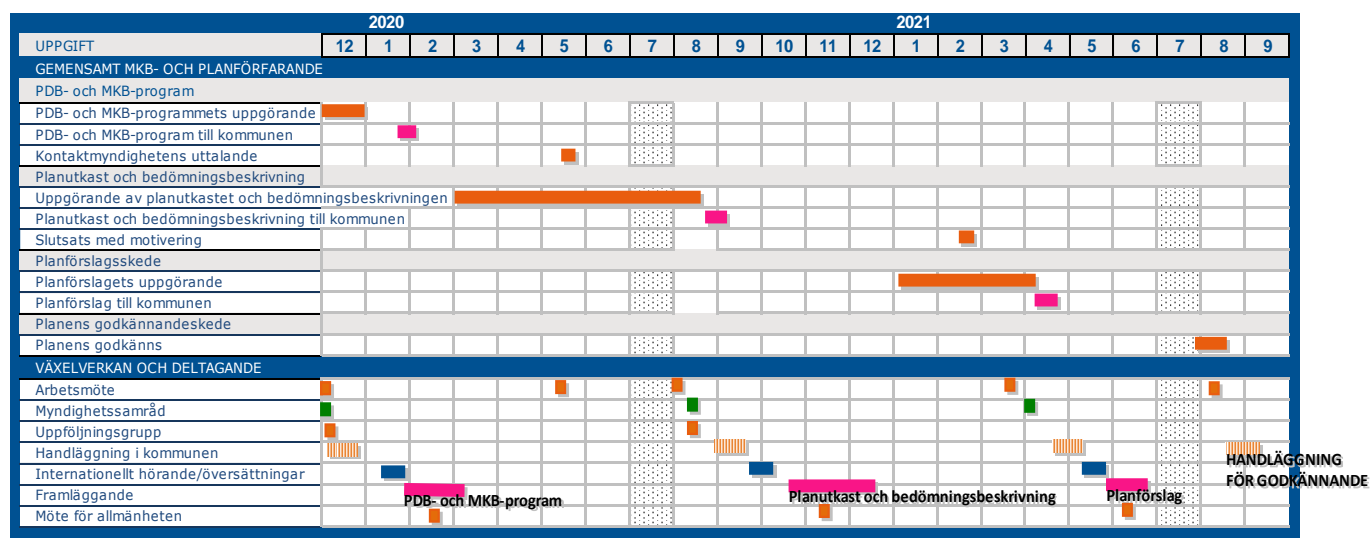 2020 2021
UPPGIFT 12 1 2 3 4 5 6 7 8 9 10 11 12 1 2 3 4 5 6 7 8 9
GEMENSAMT MKB- OCH PLANFÖRFARANDE
PDB- och MKB-program
PDB- och MKB-programmets uppgörande
PDB- och MKB-program till kommunen
Kontaktmyndighetens uttalande
Planutkast och bedömningsbeskrivning
Uppgörande av planutkastet och bedömningsbeskrivningen
Planutkast och bedömningsbeskrivning till kommunen
Slutsats med motivering
Planförslagsskede
Planförslagets uppgörande
Planförslag till kommunen
Planens godkännandeskede
Planens godkänns
VÄXELVERKAN OCH DELTAGANDE
Arbetsmöte
Myndighetssamråd
Uppföljningsgrupp
Handläggning i kommunen
HANDLÄGGNING
Internationellt hörande/översättningar
FÖR GODKÄNNANDE
Framläggande
PDB- och MKB-program Planutkast och bedömningsbeskrivning Planförslag
Möte för allmänheten